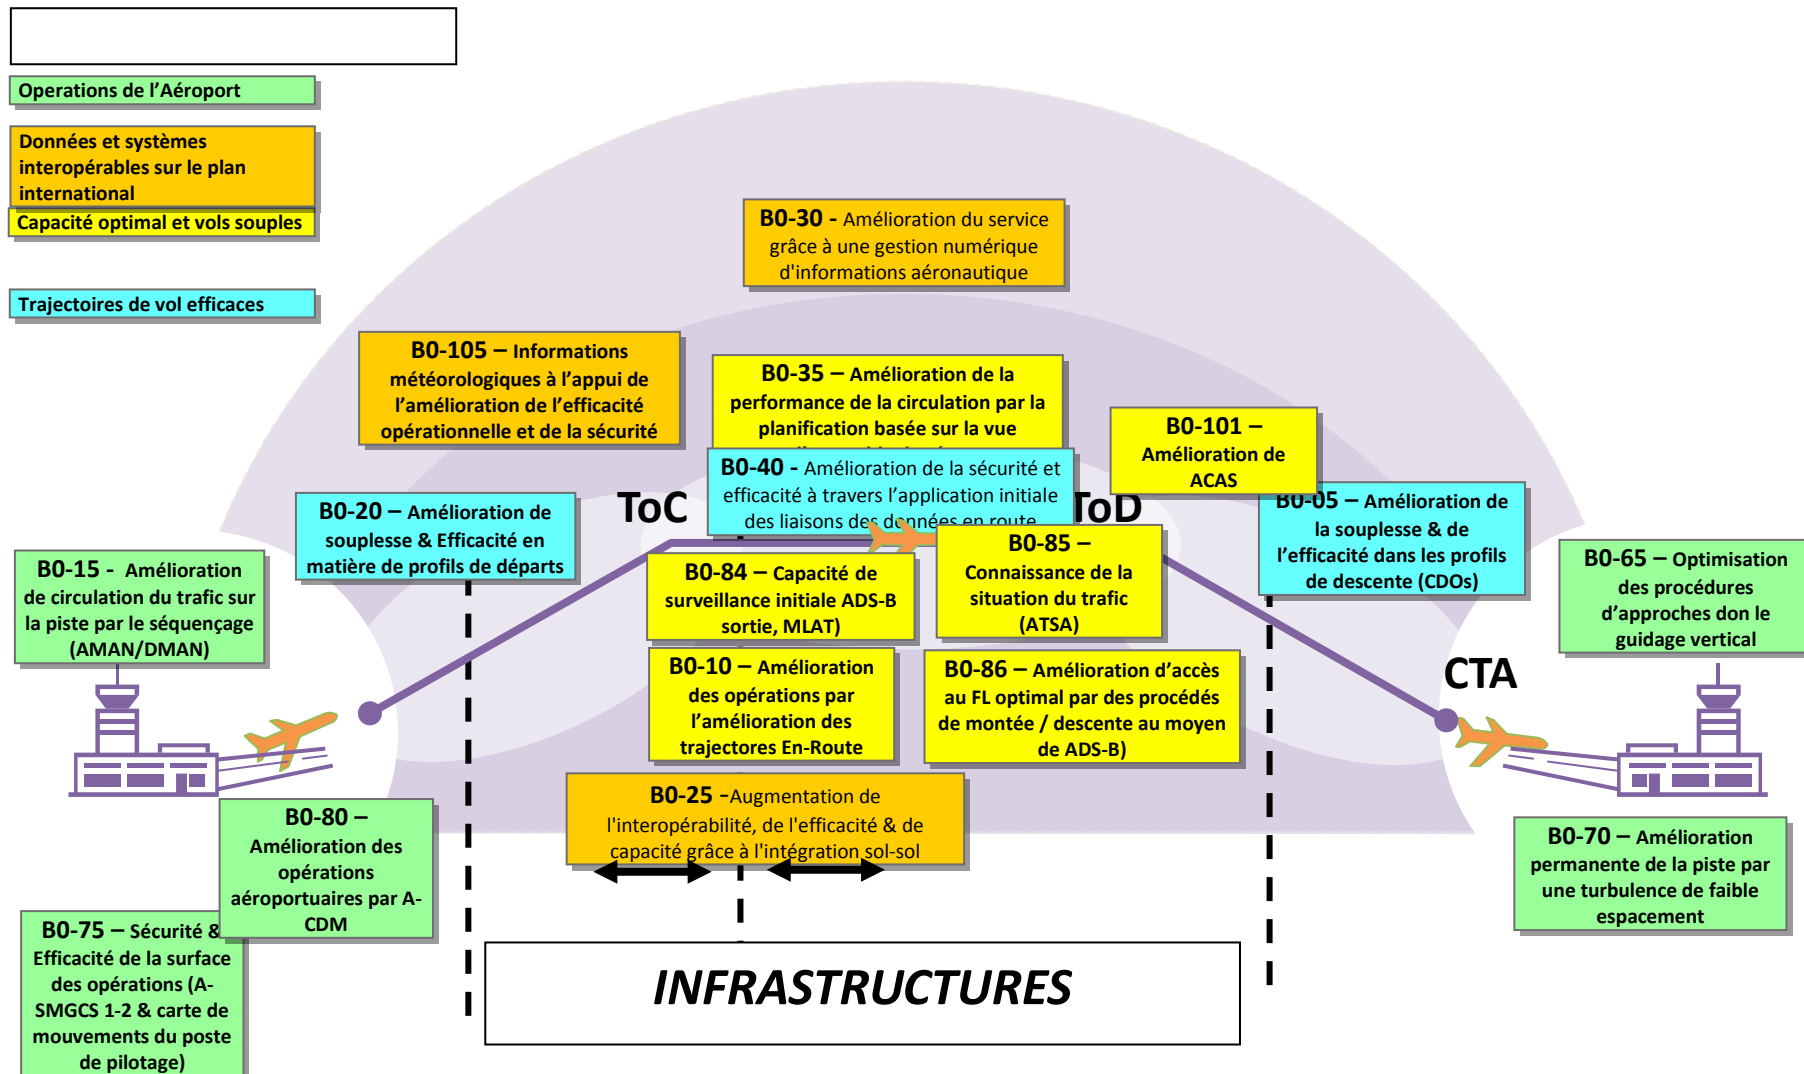 Operations de l’Aéroport
Données et systèmes
interopérables sur le plan
international
Capacité optimal et vols souples
Trajectoires de vol efficaces
B0-30 - Amélioration du service
grâce à une gestion numérique
d'informations aéronautique
B0-105 – Informations
météorologiques à l’appui de
l’amélioration de l’efficacité
opérationnelle et de la sécurité
B0-35 – Amélioration de la
performance de la circulation par la
planification basée sur la vue
B0-101 –
Amélioration de
ACAS
B0-40 - Amélioration de la sécurité et
efficacité à travers l’application initiale
des liaisons des données en route
ToC
ToD
B0-20 – Amélioration de
souplesse & Efficacité en
matière de profils de départs
B0-05 – Amélioration de
la souplesse & de
l’efficacité dans les profils
de descente (CDOs)
B0-15 - Amélioration
de circulation du trafic sur
la piste par le séquençage
(AMAN/DMAN)
B0-84 – Capacité de
surveillance initiale ADS-B
sortie, MLAT)
B0-85 –
Connaissance de la
situation du trafic
(ATSA)
B0-65 – Optimisation
des procédures
d’approches don le
guidage vertical
B0-10 – Amélioration
des opérations par
l’amélioration des
trajectores En-Route
B0-86 – Amélioration d’accès
au FL optimal par des procédés
de montée / descente au moyen
de ADS-B)
CTA
B0-25 -Augmentation de
l'interopérabilité, de l'efficacité & de
capacité grâce à l'intégration sol-sol
B0-80 –
Amélioration des
opérations
aéroportuaires par A-
CDM
B0-70 – Amélioration
permanente de la piste par
une turbulence de faible
espacement
B0-75 – Sécurité &
Efficacité de la surface
des opérations (A-
SMGCS 1-2 & carte de
mouvements du poste
de pilotage)
INFRASTRUCTURES